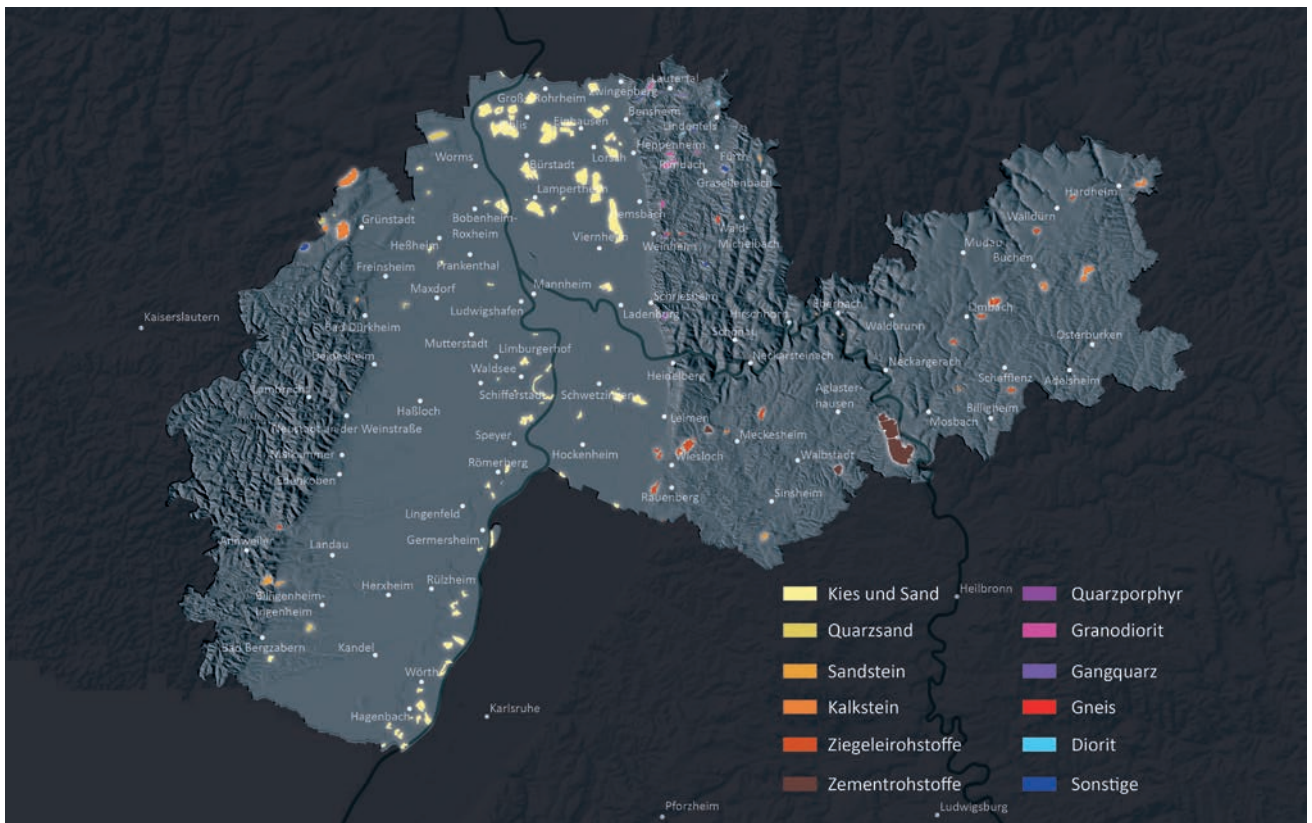 Lautertal
Zwingenberg
Groß-Rohrheim
Bensheim
Biblis
Einhausen
Lindenfels
Heppenheim
Lorsch
Fürth
Rimbach
Worms
Bürstadt
Grasellenbach
Hardheim
Lampertheim
Walldürn
Hemsbach
Grünstadt
Bobenheim-
Roxheim
Wald-
Michelbach
Heßheim
Viernheim
Weinheim
Mudau
Buchen
Frankenthal
Freinsheim
Maxdorf
Mannheim
Schriesheim
Ludwigshafen
Ladenburg
Hirschhorn
Eberbach
Limbach
Kaiserslautern
Bad Dürkheim
Waldbrunn
Schönau
Osterburken
Mutterstadt
Limburgerhof
Deidesheim
Neckarsteinach
Neckargerach
Waldsee
Heidelberg
Schefflenz
Adelsheim
Lambrecht
Schifferstadt
Schwetzingen
Aglaster-
hausen
Haßloch
Billigheim
Leimen
Mosbach
Neustadt an der Weinstraße
Speyer
Meckesheim
Maikammer
Hockenheim
Wiesloch
Waibstadt
Römerberg
Edenkoben
Rauenberg
Sinsheim
Lingenfeld
Germersheim
Annweiler
Landau
Herxheim
Rülzheim
Heilbronn
Billigheim-
Ingenheim
Bad Bergzabern
Kandel
Wörth
Hagenbach
Karlsruhe
Pforzheim
Ludwigsburg
Kies und Sand
Quarzsand
Sandstein
Kalkstein
Ziegeleirohstoffe
Zementrohstoffe
Quarzporphyr
Granodiorit
Gangquarz
Gneis
Diorit
Sonstige